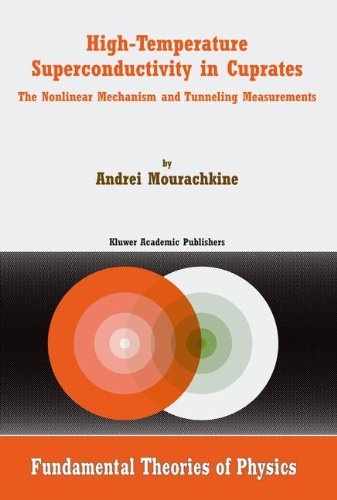 High-Temperature
Superconductivity in Cuprates
The Nonlinear Mechanism and Tunneling Measurements
by
Andrei Mourachkine
Kluwer Academic Publishers
Fundamental Theories of Physics